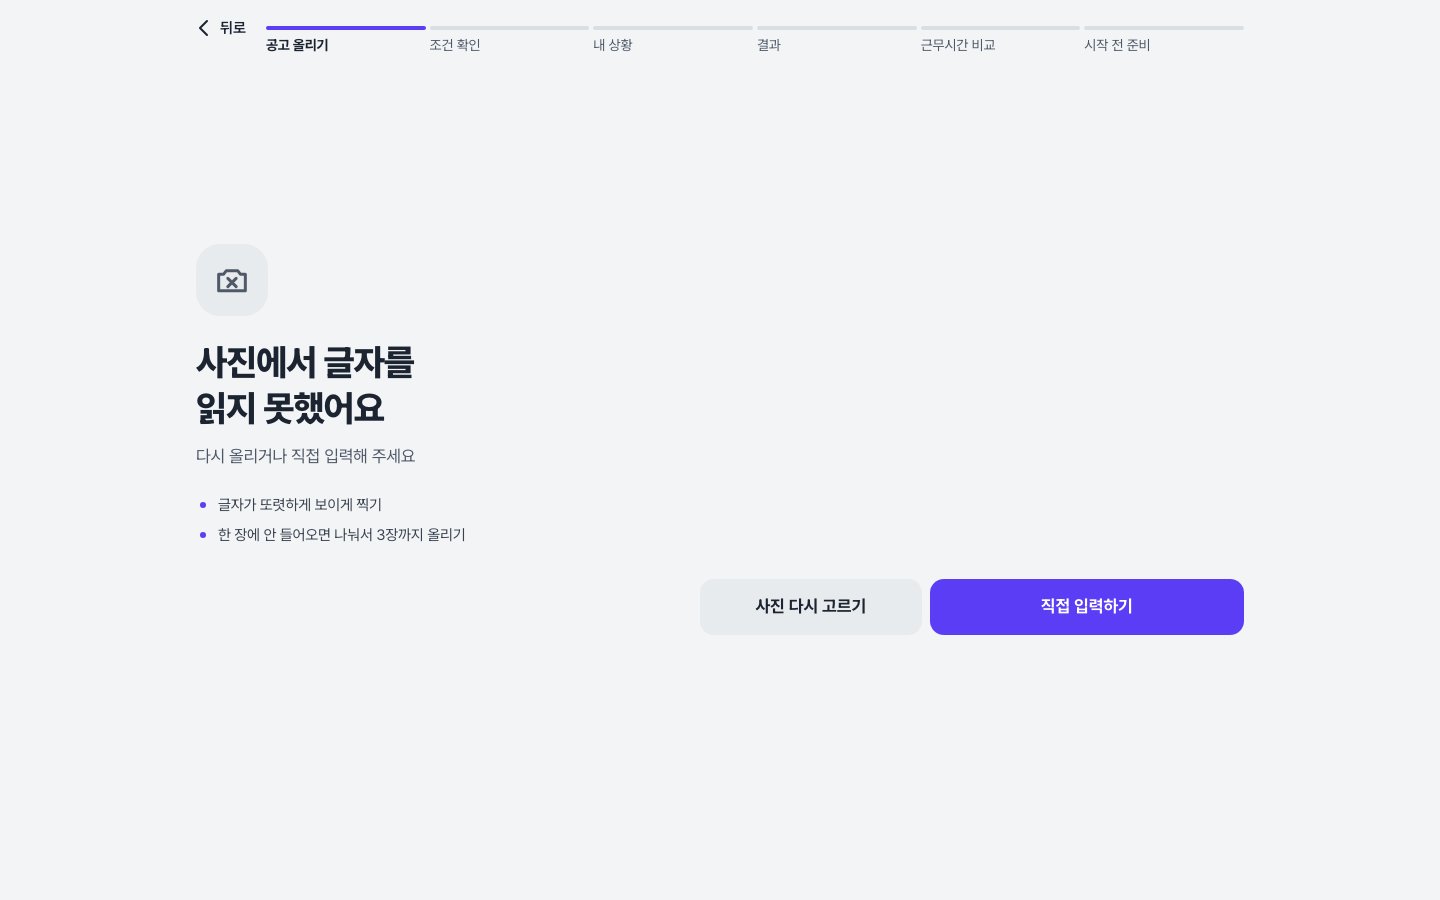 뒤로
공고 올리기
조건 확인
내 상황
결과
근무시간 비교
시작 전 준비
사진에서 글자를
읽지 못했어요
다시 올리거나 직접 입력해 주세요
글자가 또렷하게 보이게 찍기
한 장에 안 들어오면 나눠서 3장까지 올리기
사진 다시 고르기
직접 입력하기